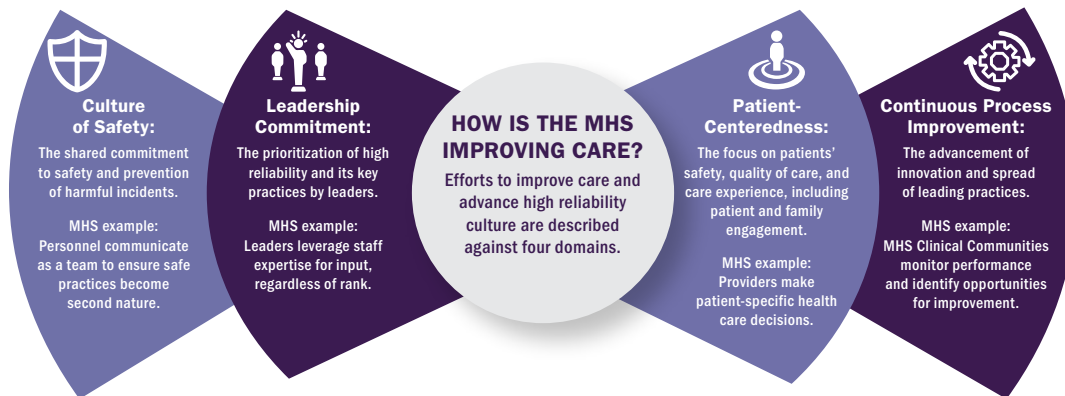 Culture
of Safety:
The shared commitment
to safety and prevention
of harmful incidents.
MHS example:
Personnel communicate
as a team to ensure safe
practices become
second nature.
Leadership
Commitment:
The prioritization of high
reliability and its key
practices by leaders.
MHS example:
Leaders leverage staff
expertise for input,
regardless of rank.
HOW IS THE MHS
IMPROVING CARE?
Efforts to improve care and
advance high reliability
culture are described
against four domains.
Patient-
Centeredness:
The focus on patients’
safety, quality of care, and
care experience, including
patient and family
engagement.
MHS example:
Providers make
patient-specific health
care decisions.
Continuous Process
Improvement:
The advancement of
innovation and spread
of leading practices.
MHS example:
MHS Clinical Communities
monitor performance
and identify opportunities
for improvement.